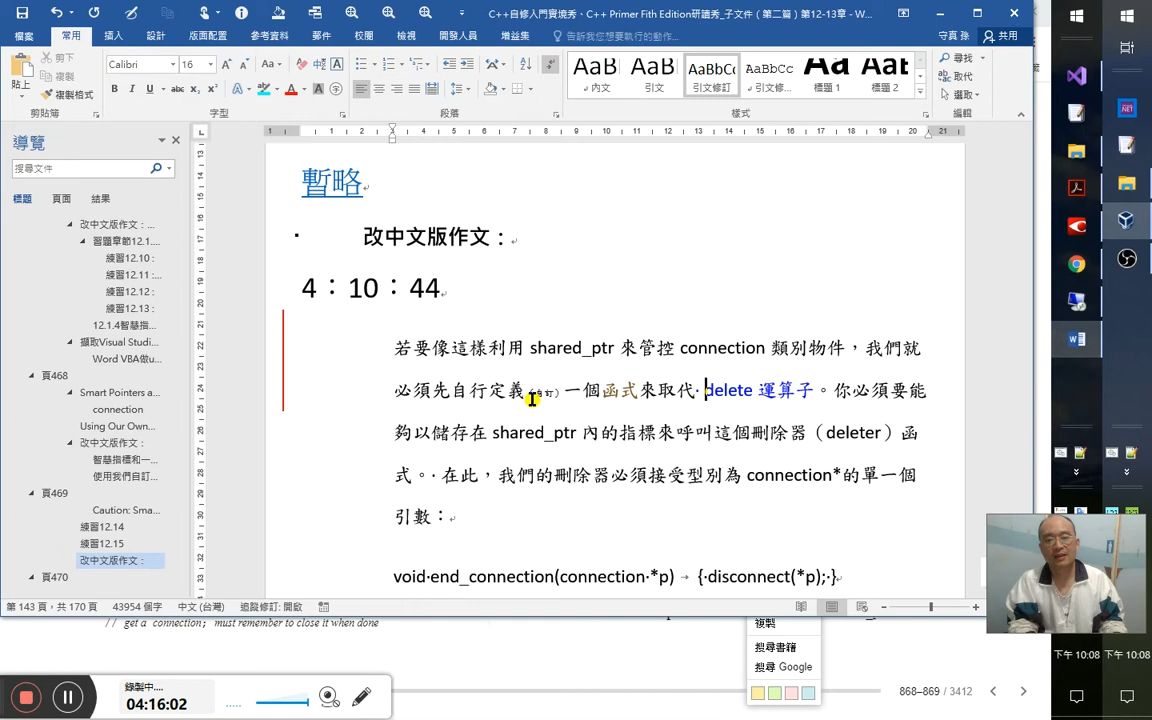 C++自修入門實境秀、C++ Primer Fith Edition研讀秀_子文件（第二篇）第12-13章 - W...
檔案 常用 插入 設計 版面配置 參考資料 郵件 校閱 檢視 開發人員 增益集 告訴我您想要執行的動作... 守真 孫 共用
貼上 剪下 複製 複製格式 剪貼簿
Calibri 16 字型
段落
AaB 內文 AaB 引文 AaBbCc 引文修訂 AaBbCc 引文修... Aa 標題 1 AaB 標題 2 樣式
尋找 取代 選取 編輯
導覽
搜尋文件
標題 頁面 結果
改中文版作文：...
習題章節12.1....
練習12.10 :
練習12.11 :...
練習12.12 :
練習12.13 :
12.1.4智慧指...
擷取Visual Studi...
Word VBA做u...
頁468
Smart Pointers a...
connection
Using Our Own...
改中文版作文：
智慧指標和一...
使用我們自訂...
頁469
Caution: Sma...
練習12.14
練習12.15
改中文版作文：
頁470
暫略
改中文版作文：
4：10：44
若要像這樣利用 shared_ptr 來管控 connection 類別物件，我們就
必須先自行定義 一個函式來取代 delete 運算子。你必須要能
夠以儲存在 shared_ptr 內的指標來呼叫這個刪除器（deleter）函
式。 在此，我們的刪除器必須接受型別為 connection*的單一個
引數：
void end_connection(connection *p) { disconnect(*p); }
第 143 頁，共 170 頁 43954 個字 中文 (台灣) 追蹤修訂: 開啟
// get a connection; must remember to close it when done
複製
搜尋書籍
搜尋 Google
錄製中....
04:16:02
868–869 / 3412
下午 10:08 下午 10:08